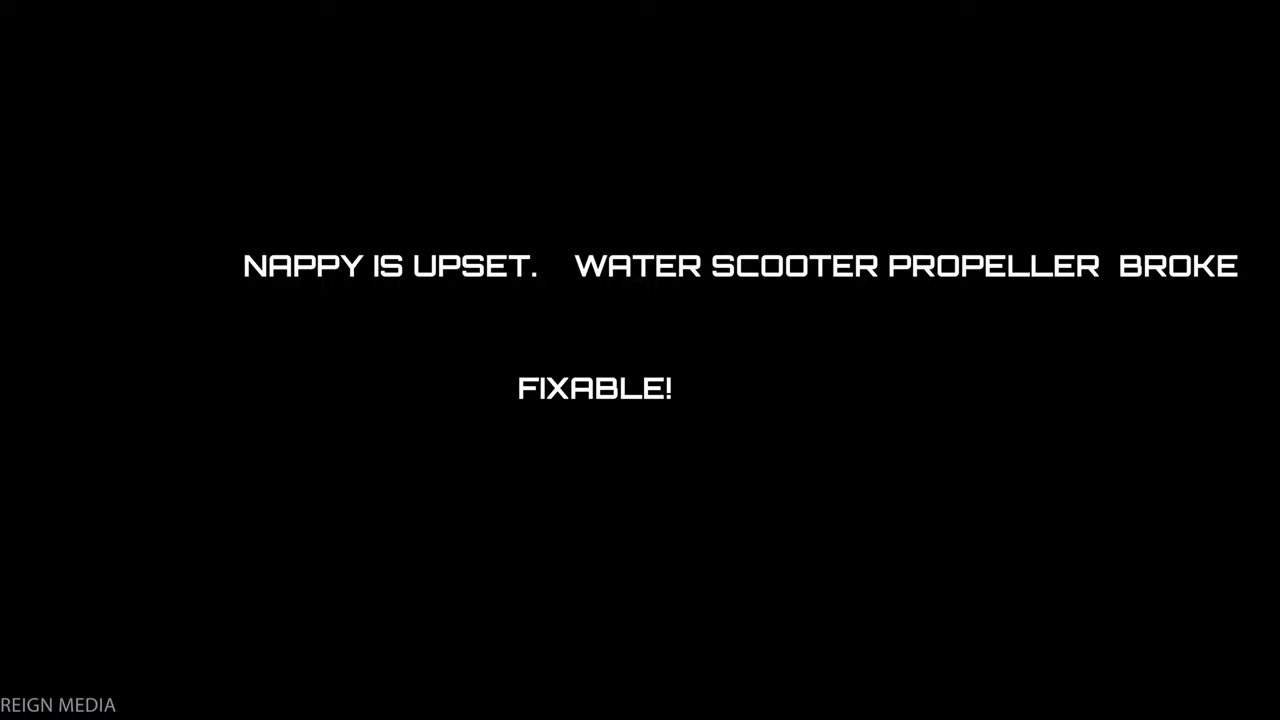 NAPPY IS UPSET. WATER SCOOTER PROPELLER BROKE
FIXABLE!
REIGN MEDIA